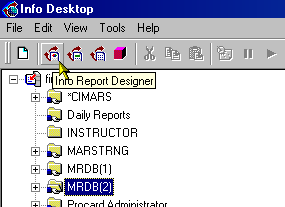 Info Desktop
File Edit View Tools Help
fi
Info Report Designer
*CIMARS
Daily Reports
INSTRUCTOR
MARSTRNG
MRDB(1)
MRDB(2)
Procard Administrator